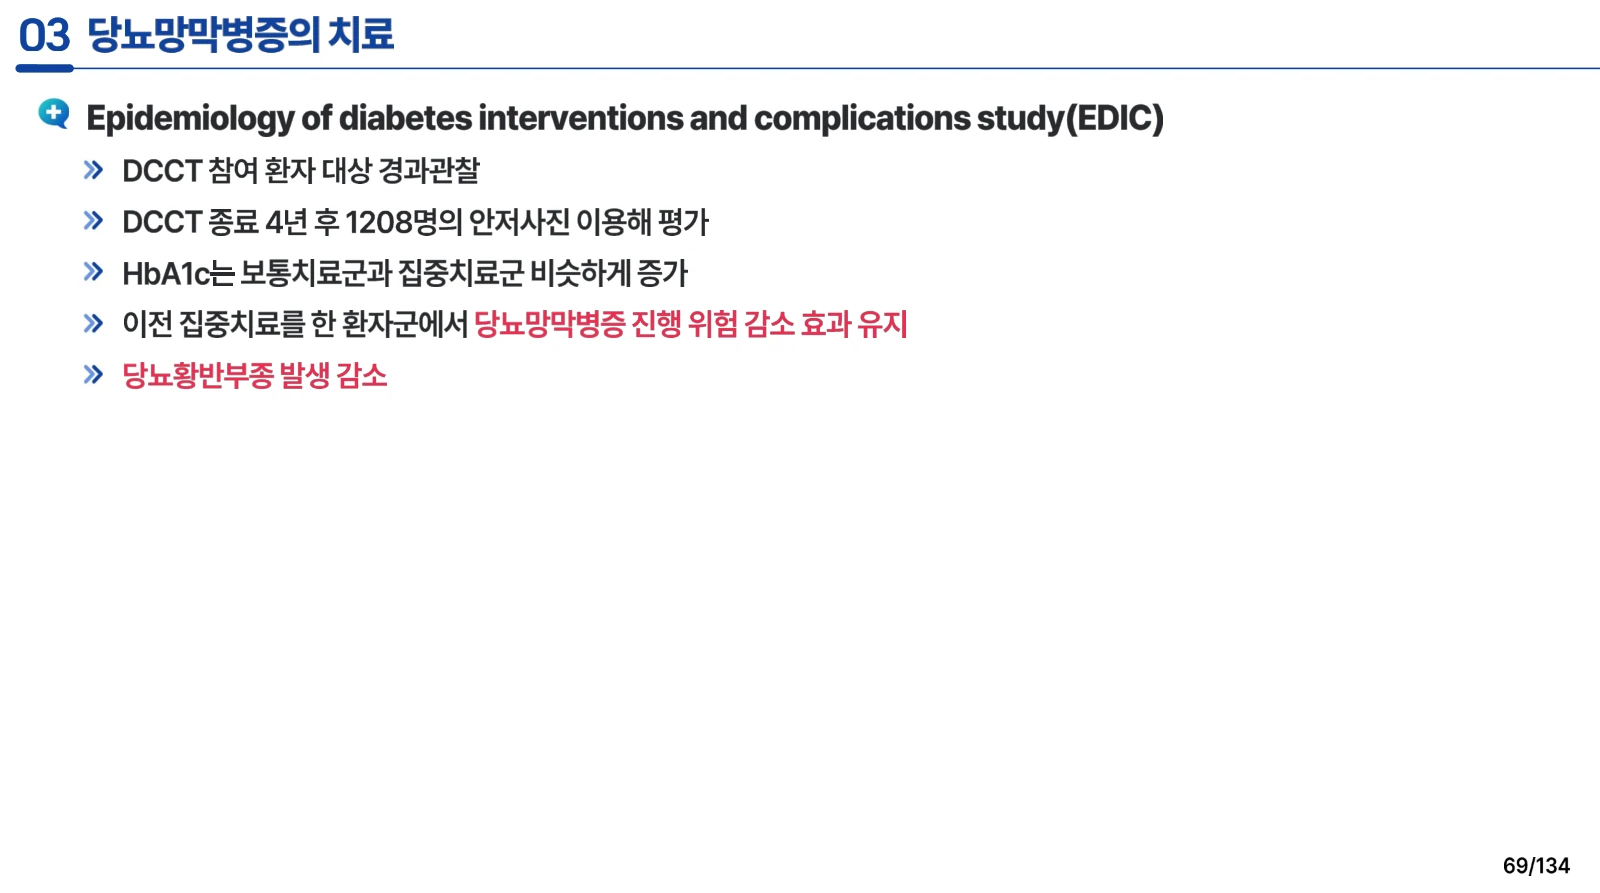 03 당뇨망막병증의 치료
Epidemiology of diabetes interventions and complications study(EDIC)
DCCT 참여 환자 대상 경과관찰
DCCT 종료 4년 후 1208명의 안저사진 이용해 평가
HbA1c는 보통치료군과 집중치료군 비슷하게 증가
이전 집중치료를 한 환자군에서 당뇨망막병증 진행 위험 감소 효과 유지
당뇨황반부종 발생 감소
69/134